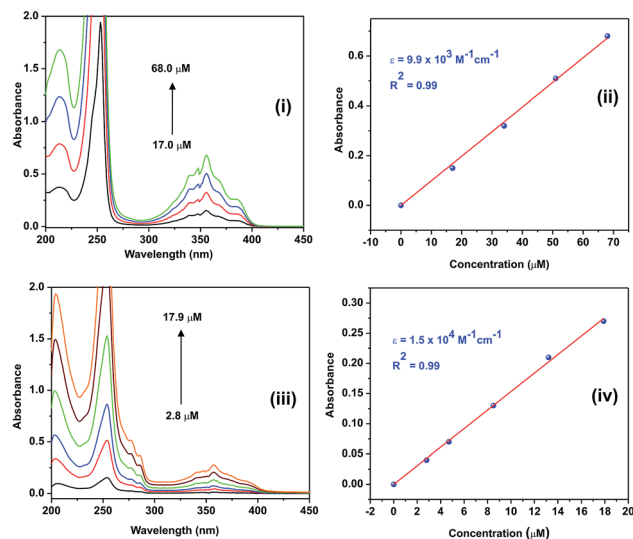 2.0
1.5
1.0
0.5
0.0
Absorbance
68.0 μM
17.0 μM
(i)
200 250 300 350 400 450
Wavelength (nm)
0.6
0.4
0.2
0.0
Absorbance
ε = 9.9 x 10³ M⁻¹cm⁻¹
R² = 0.99
(ii)
-10 0 10 20 30 40 50 60 70 80
Concentration (μM)
2.0
1.5
1.0
0.5
0.0
Absorbance
17.9 μM
2.8 μM
(iii)
200 250 300 350 400 450
Wavelength (nm)
0.30
0.25
0.20
0.15
0.10
0.05
0.00
Absorbance
ε = 1.5 x 10⁴ M⁻¹cm⁻¹
R² = 0.99
(iv)
-2 0 2 4 6 8 10 12 14 16 18 20
Concentration (μM)